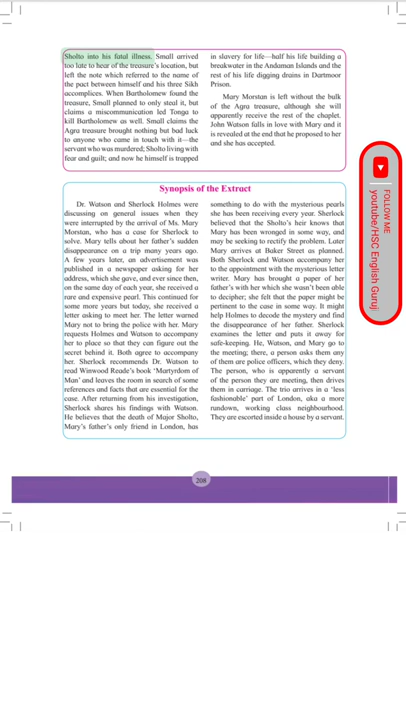 Sholto into his fatal illness. Small arrived
too late to hear of the treasure's location, but
left the note which referred to the name of
the pact between himself and his three Sikh
accomplices. When Bartholomew found the
treasure, Small planned to only steal it, but
claims a miscommunication led Tonga to
kill Bartholomew as well. Small claims the
Agra treasure brought nothing but bad luck
to anyone who came in touch with it—the
servant who was murdered; Sholto living with
fear and guilt; and now he himself is trapped
in slavery for life—half his life building a
breakwater in the Andaman Islands and the
rest of his life digging drains in Dartmoor
Prison.
Mary Morstan is left without the bulk
of the Agra treasure, although she will
apparently receive the rest of the chaplet.
John Watson falls in love with Mary and it
is revealed at the end that he proposed to her
and she has accepted.
Synopsis of the Extract
Dr. Watson and Sherlock Holmes were
discussing on general issues when they
were interrupted by the arrival of Ms. Mary
Morstan, who has a case for Sherlock to
solve. Mary tells about her father's sudden
disappearance on a trip many years ago.
A few years later, an advertisement was
published in a newspaper asking for her
address, which she gave, and ever since then,
on the same day of each year, she received a
rare and expensive pearl. This continued for
some more years but today, she received a
letter asking to meet her. The letter warned
Mary not to bring the police with her. Mary
requests Holmes and Watson to accompany
her to place so that they can figure out the
secret behind it. Both agree to accompany
her. Sherlock recommends Dr. Watson to
read Winwood Reade's book 'Martyrdom of
Man' and leaves the room in search of some
references and facts that are essential for the
case. After returning from his investigation,
Sherlock shares his findings with Watson.
He believes that the death of Major Sholto,
Mary's father's only friend in London, has
something to do with the mysterious pearls
she has been receiving every year. Sherlock
believed that the Sholto's heir knows that
Mary has been wronged in some way, and
may be seeking to rectify the problem. Later
Mary arrives at Baker Street as planned.
Both Sherlock and Watson accompany her
to the appointment with the mysterious letter
writer. Mary has brought a paper of her
father's with her which she wasn't been able
to decipher; she felt that the paper might be
pertinent to the case in some way. It might
help Holmes to decode the mystery and find
the disappearance of her father. Sherlock
examines the letter and puts it away for
safe-keeping. He, Watson, and Mary go to
the meeting; there, a person asks them any
of them are police officers, which they deny.
The person, who is apparently a servant
of the person they are meeting, then drives
them in carriage. The trio arrives in a 'less
fashionable' part of London, aka a more
rundown, working class neighbourhood.
They are escorted inside a house by a servant.
FOLLOW ME
youtube/HSC English Guruji
208